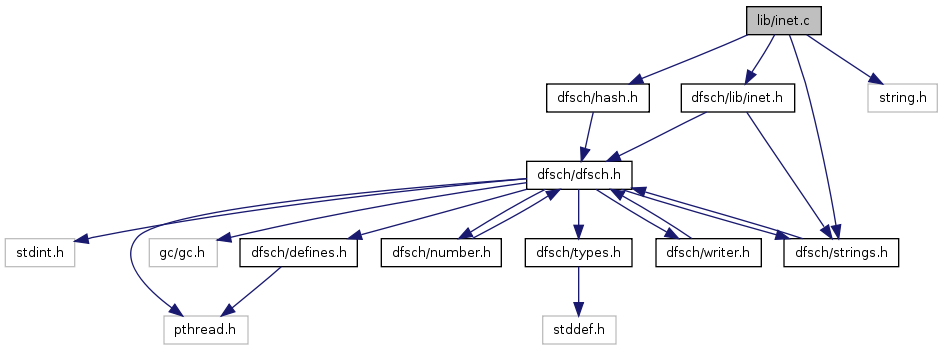 lib/inet.c
dfsch/hash.h
dfsch/lib/inet.h
string.h
dfsch/dfsch.h
stdint.h
gc/gc.h
dfsch/defines.h
dfsch/number.h
dfsch/types.h
dfsch/writer.h
dfsch/strings.h
pthread.h
stddef.h